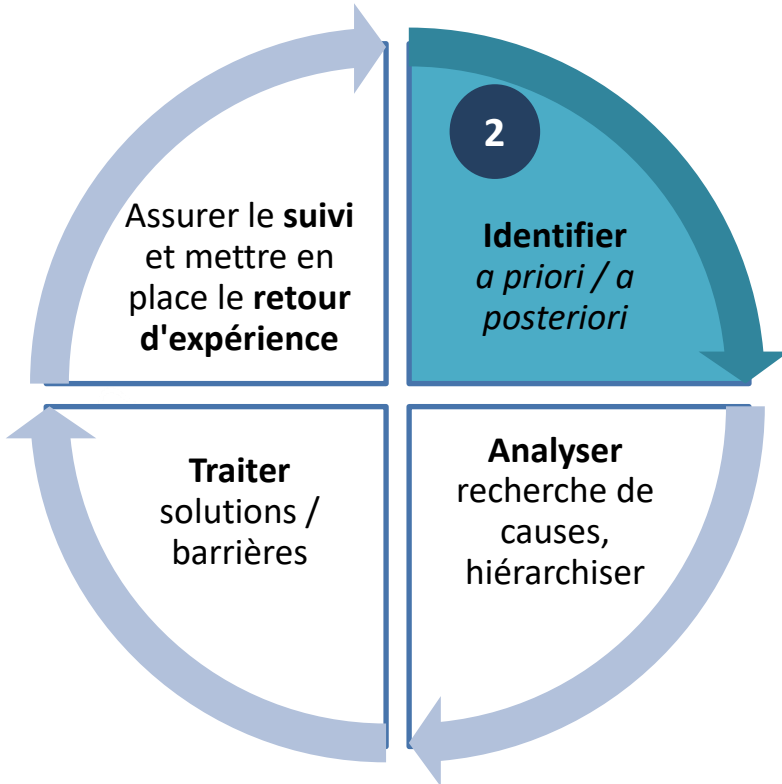 2
Identifier
a priori / a
posteriori
Analyser
recherche de
causes,
hiérarchiser
Traiter
solutions /
barrières
Assurer le suivi
et mettre en
place le retour
d'expérience